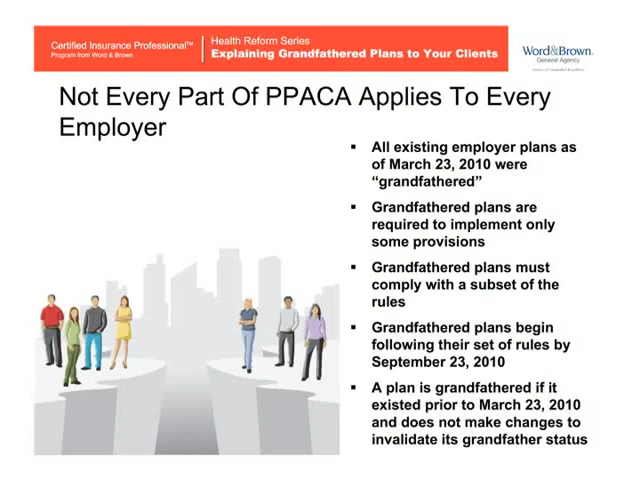 Certified Insurance Professional™
Program from Word & Brown
Health Reform Series
Explaining Grandfathered Plans to Your Clients
Word&Brown.
General Agency
Not Every Part Of PPACA Applies To Every
Employer
▪ All existing employer plans as
of March 23, 2010 were
“grandfathered”
▪ Grandfathered plans are
required to implement only
some provisions
▪ Grandfathered plans must
comply with a subset of the
rules
▪ Grandfathered plans begin
following their set of rules by
September 23, 2010
▪ A plan is grandfathered if it
existed prior to March 23, 2010
and does not make changes to
invalidate its grandfather status